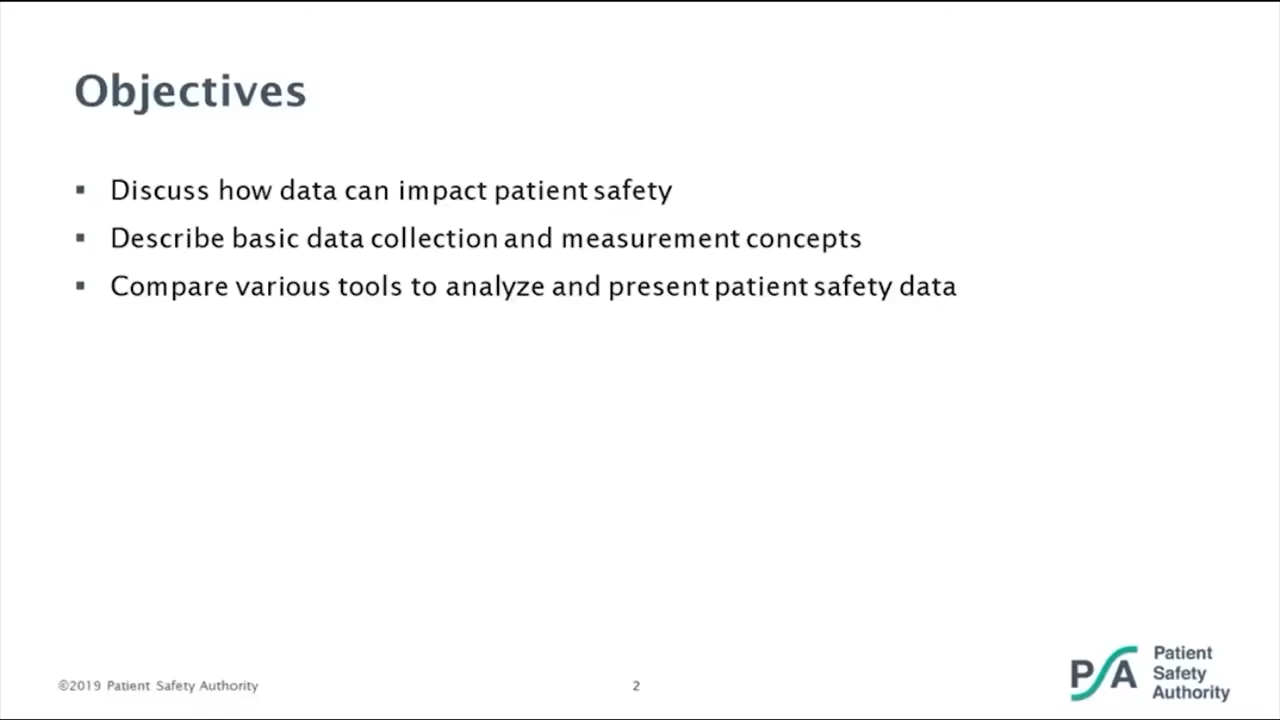 Objectives
▪ Discuss how data can impact patient safety
▪ Describe basic data collection and measurement concepts
▪ Compare various tools to analyze and present patient safety data
©2019 Patient Safety Authority
2
PSA
Patient
Safety
Authority